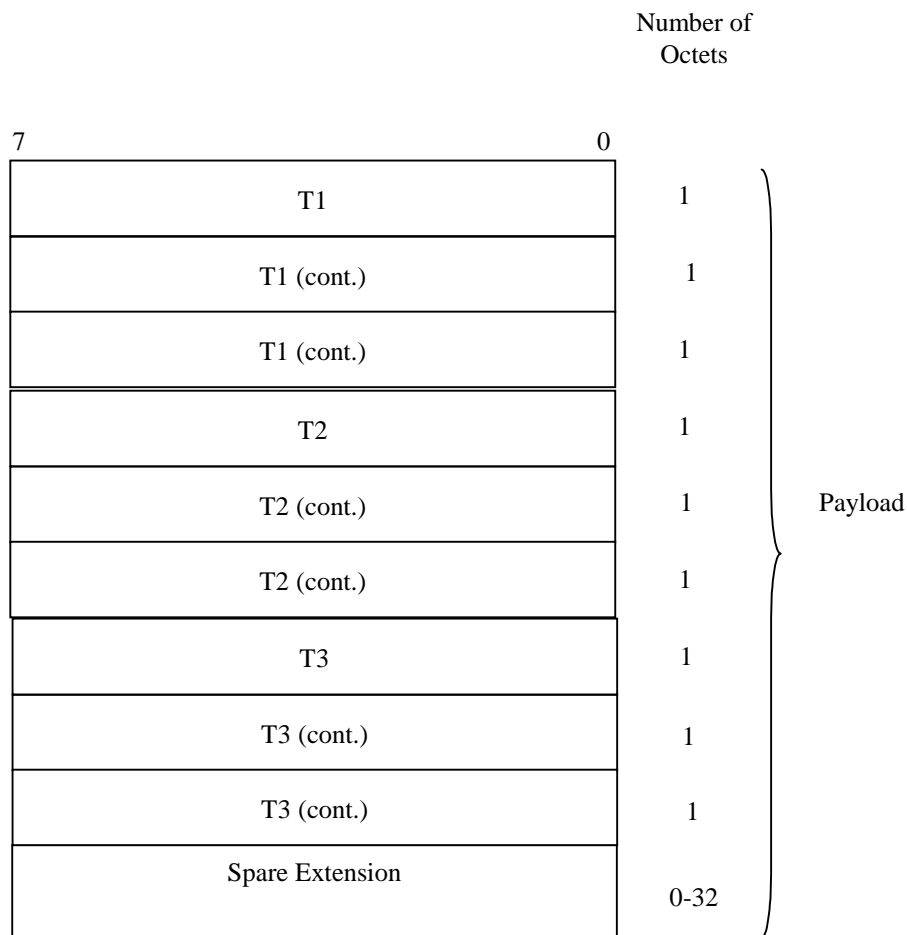 Number of
Octets
7 0
T1 1
T1 (cont.) 1
T1 (cont.) 1
T2 1
T2 (cont.) 1
Payload
T2 (cont.) 1
T3 1
T3 (cont.) 1
T3 (cont.) 1
Spare Extension
0-32